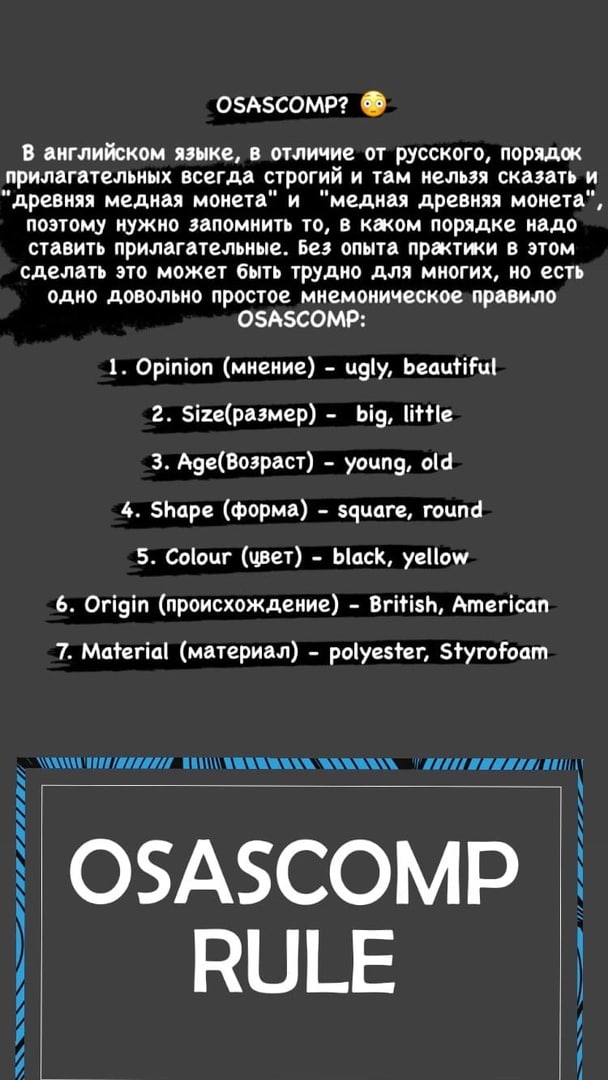 OSASCOMP? 😳
В английском языке, в отличие от русского, порядок
прилагательных всегда строгий и там нельзя сказать и
"древняя медная монета" и "медная древняя монета",
поэтому нужно запомнить то, в каком порядке надо
ставить прилагательные. Без опыта практики в этом
сделать это может быть трудно для многих, но есть
одно довольно простое мнемоническое правило
OSASCOMP:
1. Opinion (мнение) - ugly, beautiful
2. Size(размер) - big, little
3. Age(Возраст) - young, old
4. Shape (форма) - square, round
5. Colour (цвет) - black, yellow
6. Origin (происхождение) - British, American
7. Material (материал) - polyester, Styrofoam
OSASCOMP
RULE